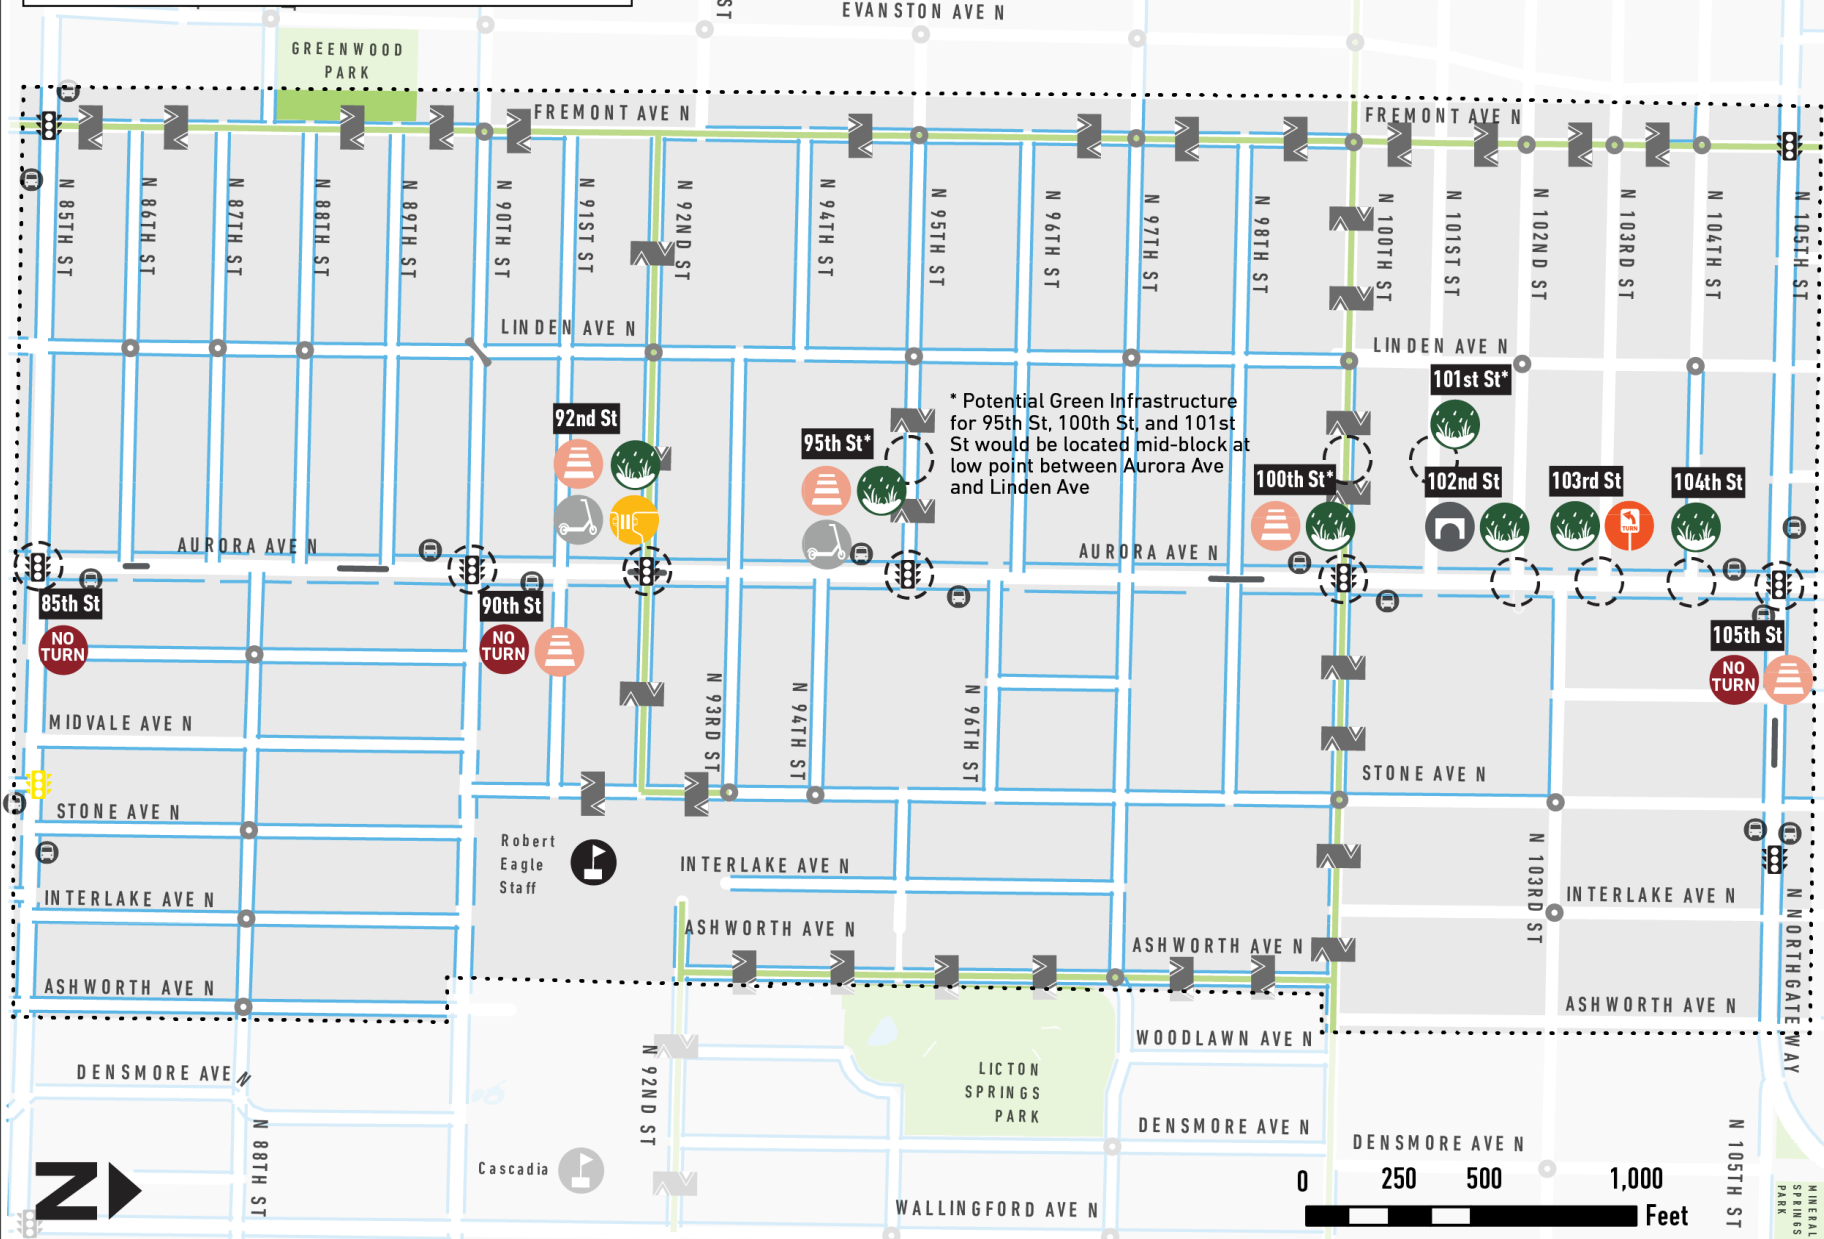 EVANSTON AVE N
ST
GREENWOOD
PARK
FREMONT AVE N
FREMONT AVE N
N 85TH ST
N 86TH ST
N 87TH ST
N 88TH ST
N 89TH ST
N 90TH ST
N 91ST ST
N 92ND ST
N 94TH ST
N 95TH ST
N 96TH ST
N 97TH ST
N 98TH ST
N 100TH ST
N 101ST ST
N 102ND ST
N 103RD ST
N 104TH ST
N 105TH ST
LINDEN AVE N
LINDEN AVE N
101st St*
* Potential Green Infrastructure
for 95th St, 100th St, and 101st
St would be located mid-block at
low point between Aurora Ave
and Linden Ave
92nd St
95th St*
100th St*
102nd St
103rd St
104th St
TURN
AURORA AVE N
AURORA AVE N
85th St
NO
TURN
90th St
NO
TURN
105th St
NO
TURN
N 93RD ST
N 94TH ST
N 96TH ST
MIDVALE AVE N
STONE AVE N
STONE AVE N
Robert
Eagle
Staff
INTERLAKE AVE N
INTERLAKE AVE N
INTERLAKE AVE N
N 103RD ST
N NORTHGATE WAY
ASHWORTH AVE N
ASHWORTH AVE N
ASHWORTH AVE N
ASHWORTH AVE N
WOODLAWN AVE N
DENSMORE AVE N
LICTON
SPRINGS
PARK
N 92ND ST
N 88TH ST
DENSMORE AVE N
DENSMORE AVE N
N 105TH ST
Cascadia
WALLINGFORD AVE N
N
0 250 500 1,000
Feet
MINERAL
SPRINGS
PARK